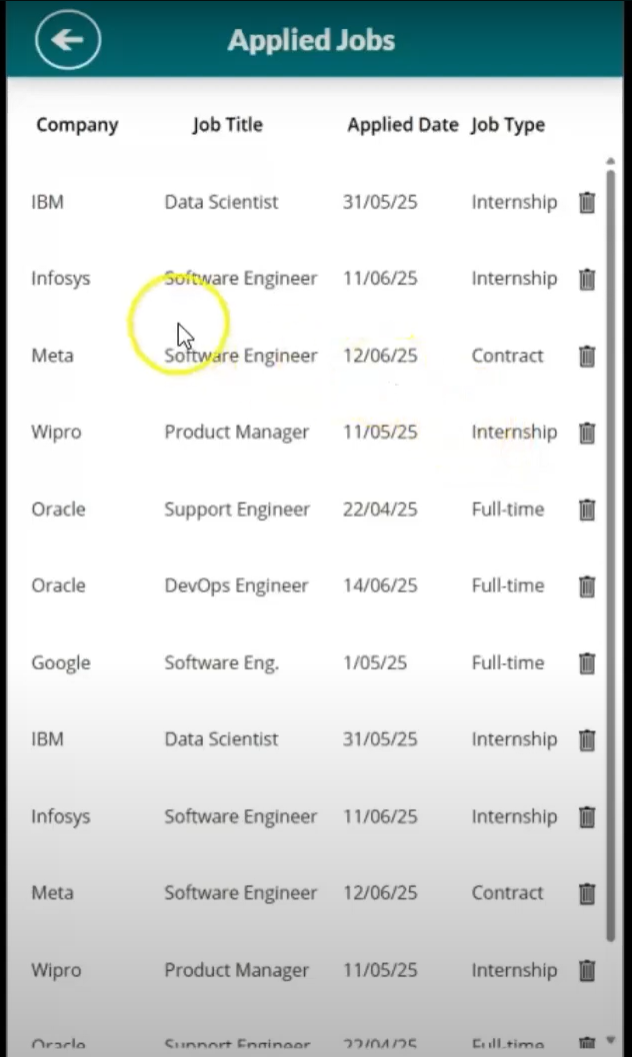 Applied Jobs
Company Job Title Applied Date Job Type
IBM Data Scientist 31/05/25 Internship
Infosys Software Engineer 11/06/25 Internship
Meta Software Engineer 12/06/25 Contract
Wipro Product Manager 11/05/25 Internship
Oracle Support Engineer 22/04/25 Full-time
Oracle DevOps Engineer 14/06/25 Full-time
Google Software Eng. 1/05/25 Full-time
IBM Data Scientist 31/05/25 Internship
Infosys Software Engineer 11/06/25 Internship
Meta Software Engineer 12/06/25 Contract
Wipro Product Manager 11/05/25 Internship
Oracle Support Engineer 22/04/25 Full-time